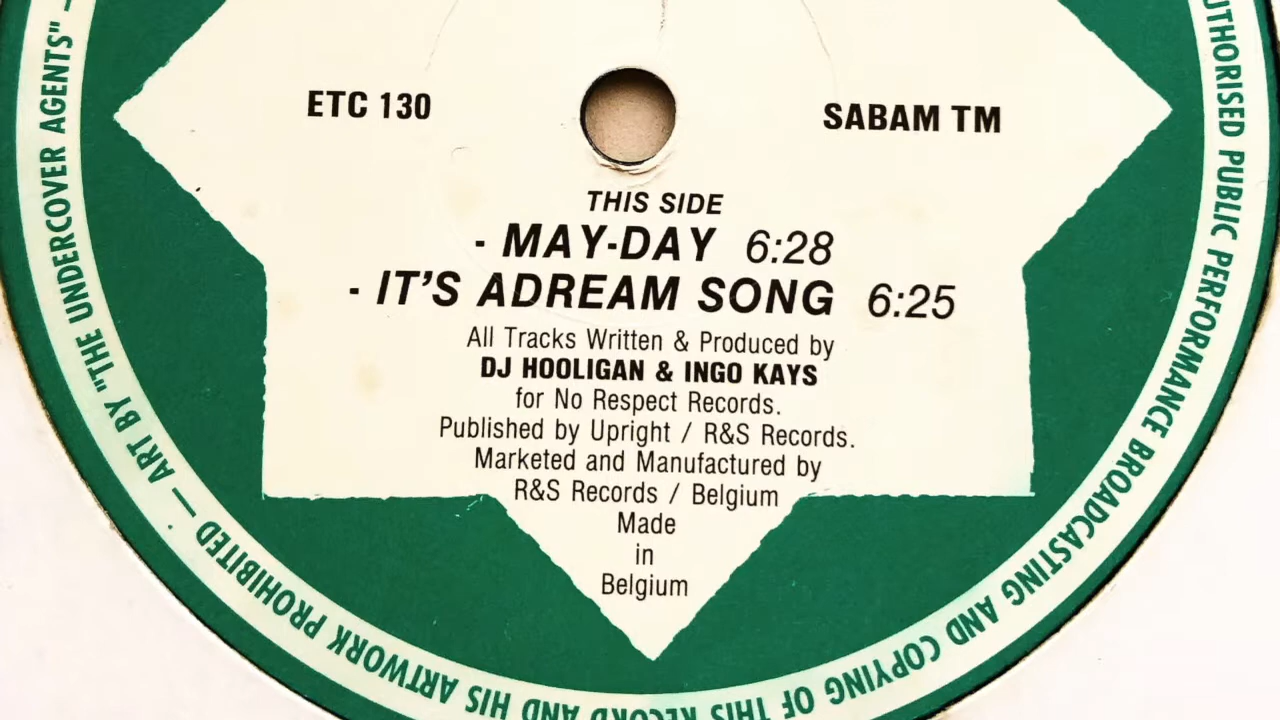 ETC 130
SABAM TM
THIS SIDE
- MAY-DAY 6:28
- IT'S ADREAM SONG 6:25
All Tracks Written & Produced by
DJ HOOLIGAN & INGO KAYS
for No Respect Records.
Published by Upright / R&S Records.
Marketed and Manufactured by
R&S Records / Belgium
Made
in
Belgium
PUBLIC PERFORMANCE BROADCASTING AND COPYING OF THIS RECORD AND HIS ARTWORK PROHIBITED — ART BY "THE UNDERCOVER AGENTS" —